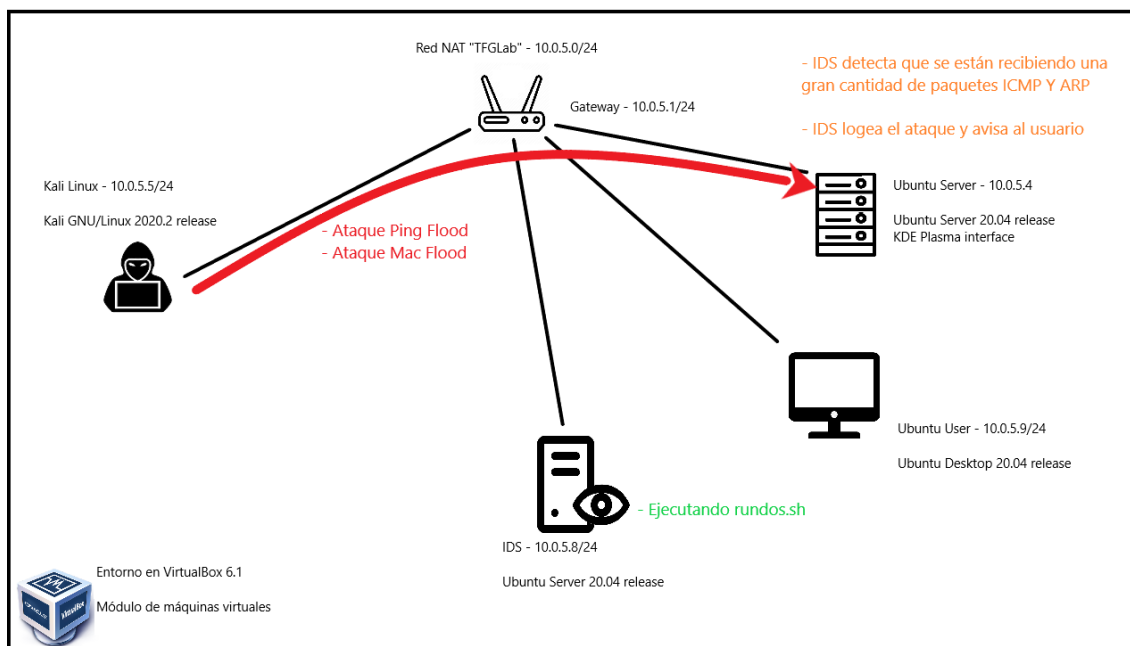 Red NAT "TFGLab" - 10.0.5.0/24
- IDS detecta que se están recibiendo una
gran cantidad de paquetes ICMP Y ARP
- IDS logea el ataque y avisa al usuario
Gateway - 10.0.5.1/24
Kali Linux - 10.0.5.5/24
Kali GNU/Linux 2020.2 release
Ubuntu Server - 10.0.5.4
Ubuntu Server 20.04 release
KDE Plasma interface
- Ataque Ping Flood
- Ataque Mac Flood
Ubuntu User - 10.0.5.9/24
Ubuntu Desktop 20.04 release
- Ejecutando rundos.sh
IDS - 10.0.5.8/24
Ubuntu Server 20.04 release
Entorno en VirtualBox 6.1
Módulo de máquinas virtuales
VM
VirtualBox